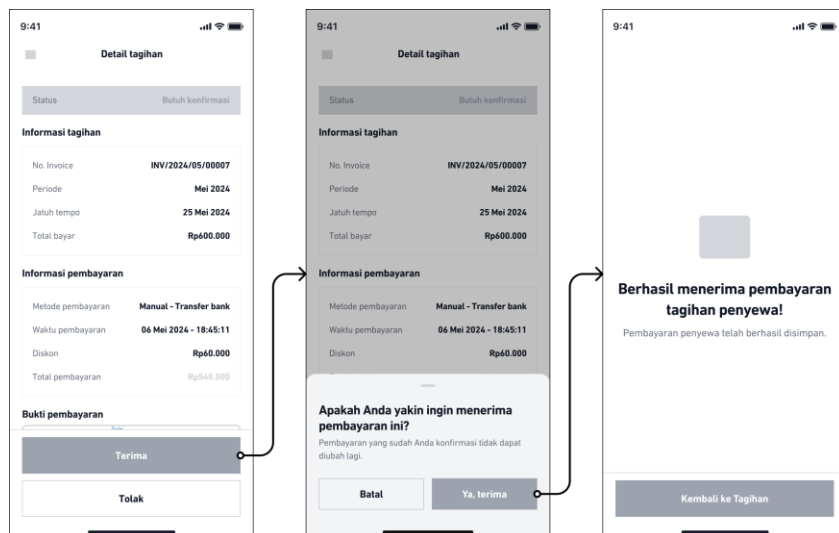 9:41
Detail tagihan
Status Butuh konfirmasi
Informasi tagihan
No. Invoice INV/2024/05/00007
Periode Mei 2024
Jatuh tempo 25 Mei 2024
Total bayar Rp600.000
Informasi pembayaran
Metode pembayaran Manual - Transfer bank
Waktu pembayaran 06 Mei 2024 - 18:45:11
Diskon Rp60.000
Total pembayaran Rp540.000
Bukti pembayaran
Terima
Tolak
9:41
Detail tagihan
Status Butuh konfirmasi
Informasi tagihan
No. Invoice INV/2024/05/00007
Periode Mei 2024
Jatuh tempo 25 Mei 2024
Total bayar Rp600.000
Informasi pembayaran
Metode pembayaran Manual - Transfer bank
Waktu pembayaran 06 Mei 2024 - 18:45:11
Diskon Rp60.000
Apakah Anda yakin ingin menerima
pembayaran ini?
Pembayaran yang sudah Anda konfirmasi tidak dapat
diubah lagi.
Batal Ya, terima
9:41
Berhasil menerima pembayaran
tagihan penyewa!
Pembayaran penyewa telah berhasil disimpan.
Kembali ke Tagihan